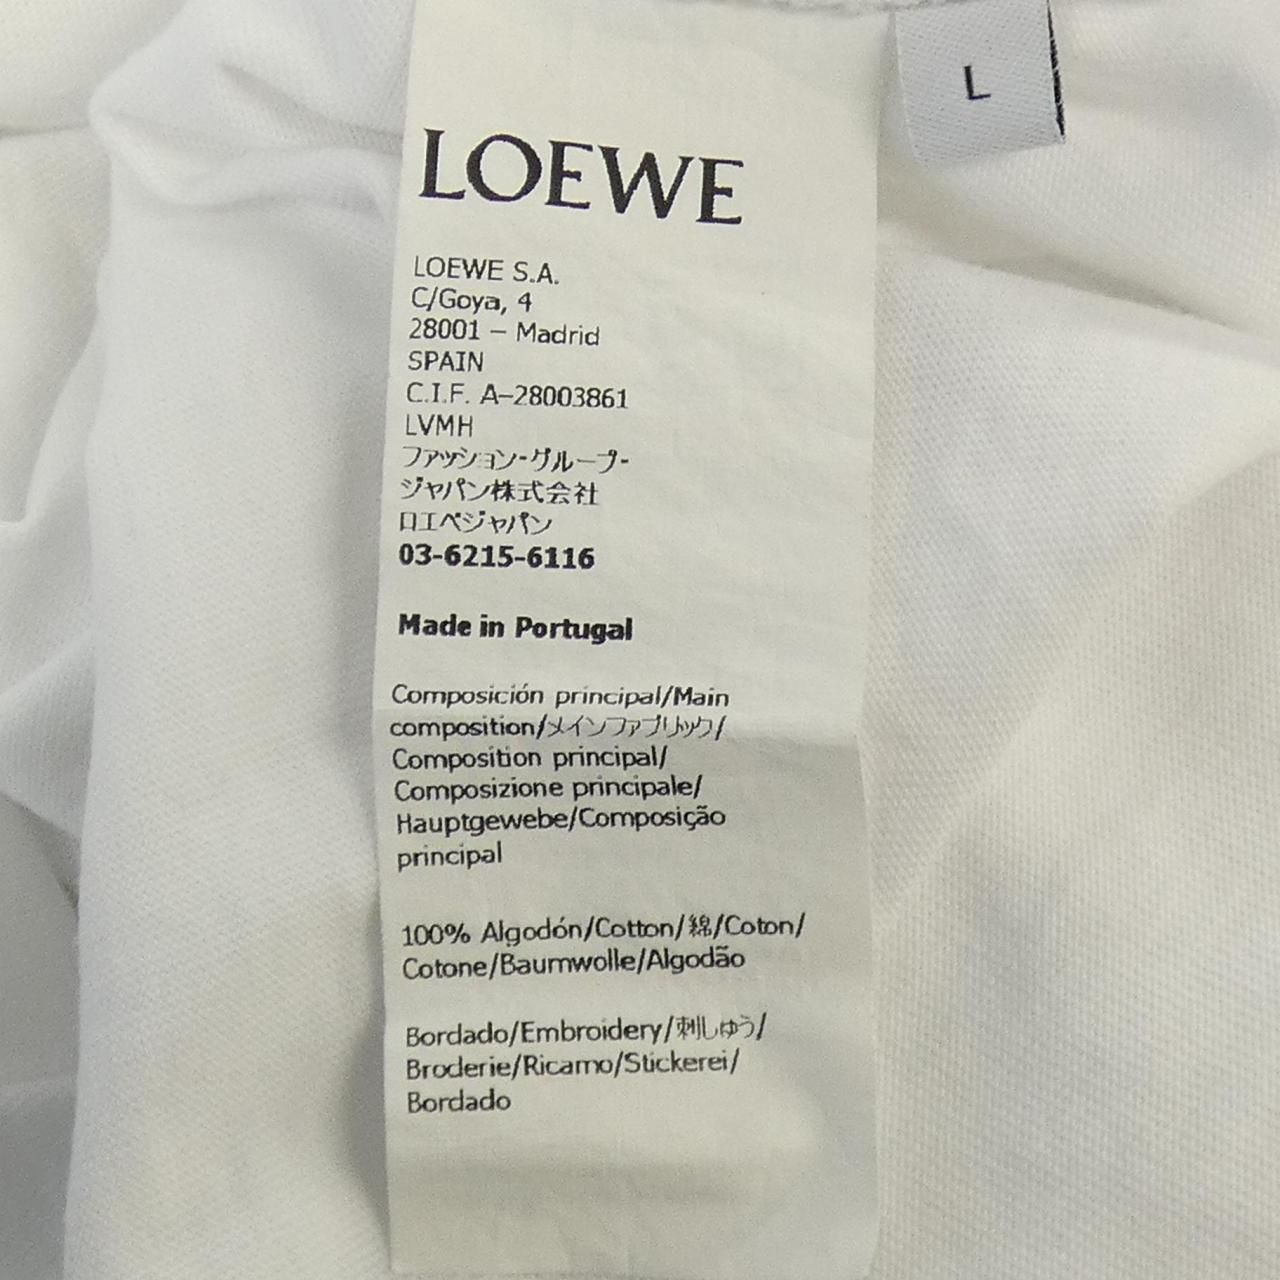 L
LOEWE
LOEWE S.A.
C/Goya, 4
28001 – Madrid
SPAIN
C.I.F. A–28003861
LVMH
ファッション-グループ-
ジャパン株式会社
ロエベジャパン
03-6215-6116
Made in Portugal
Composición principal/Main
composition/メインファブリック/
Composition principal/
Composizione principale/
Hauptgewebe/Composição
principal
100% Algodón/Cotton/綿/Coton/
Cotone/Baumwolle/Algodão
Bordado/Embroidery/刺しゅう/
Broderie/Ricamo/Stickerei/
Bordado